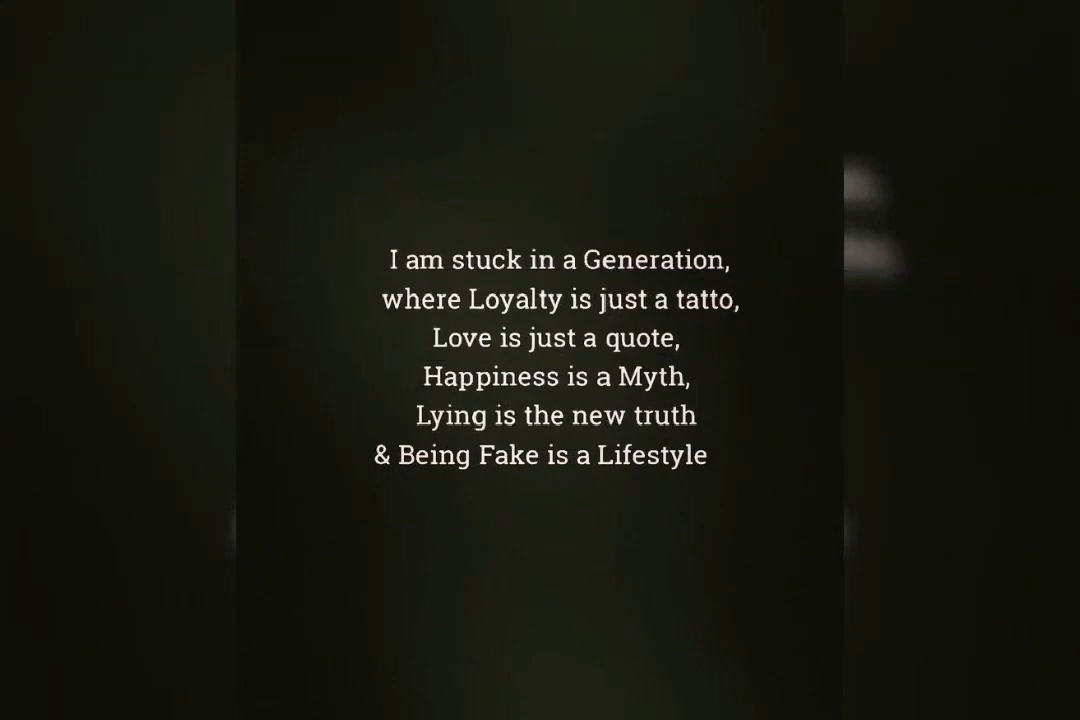 I am stuck in a Generation,
where Loyalty is just a tatto,
Love is just a quote,
Happiness is a Myth,
Lying is the new truth
& Being Fake is a Lifestyle